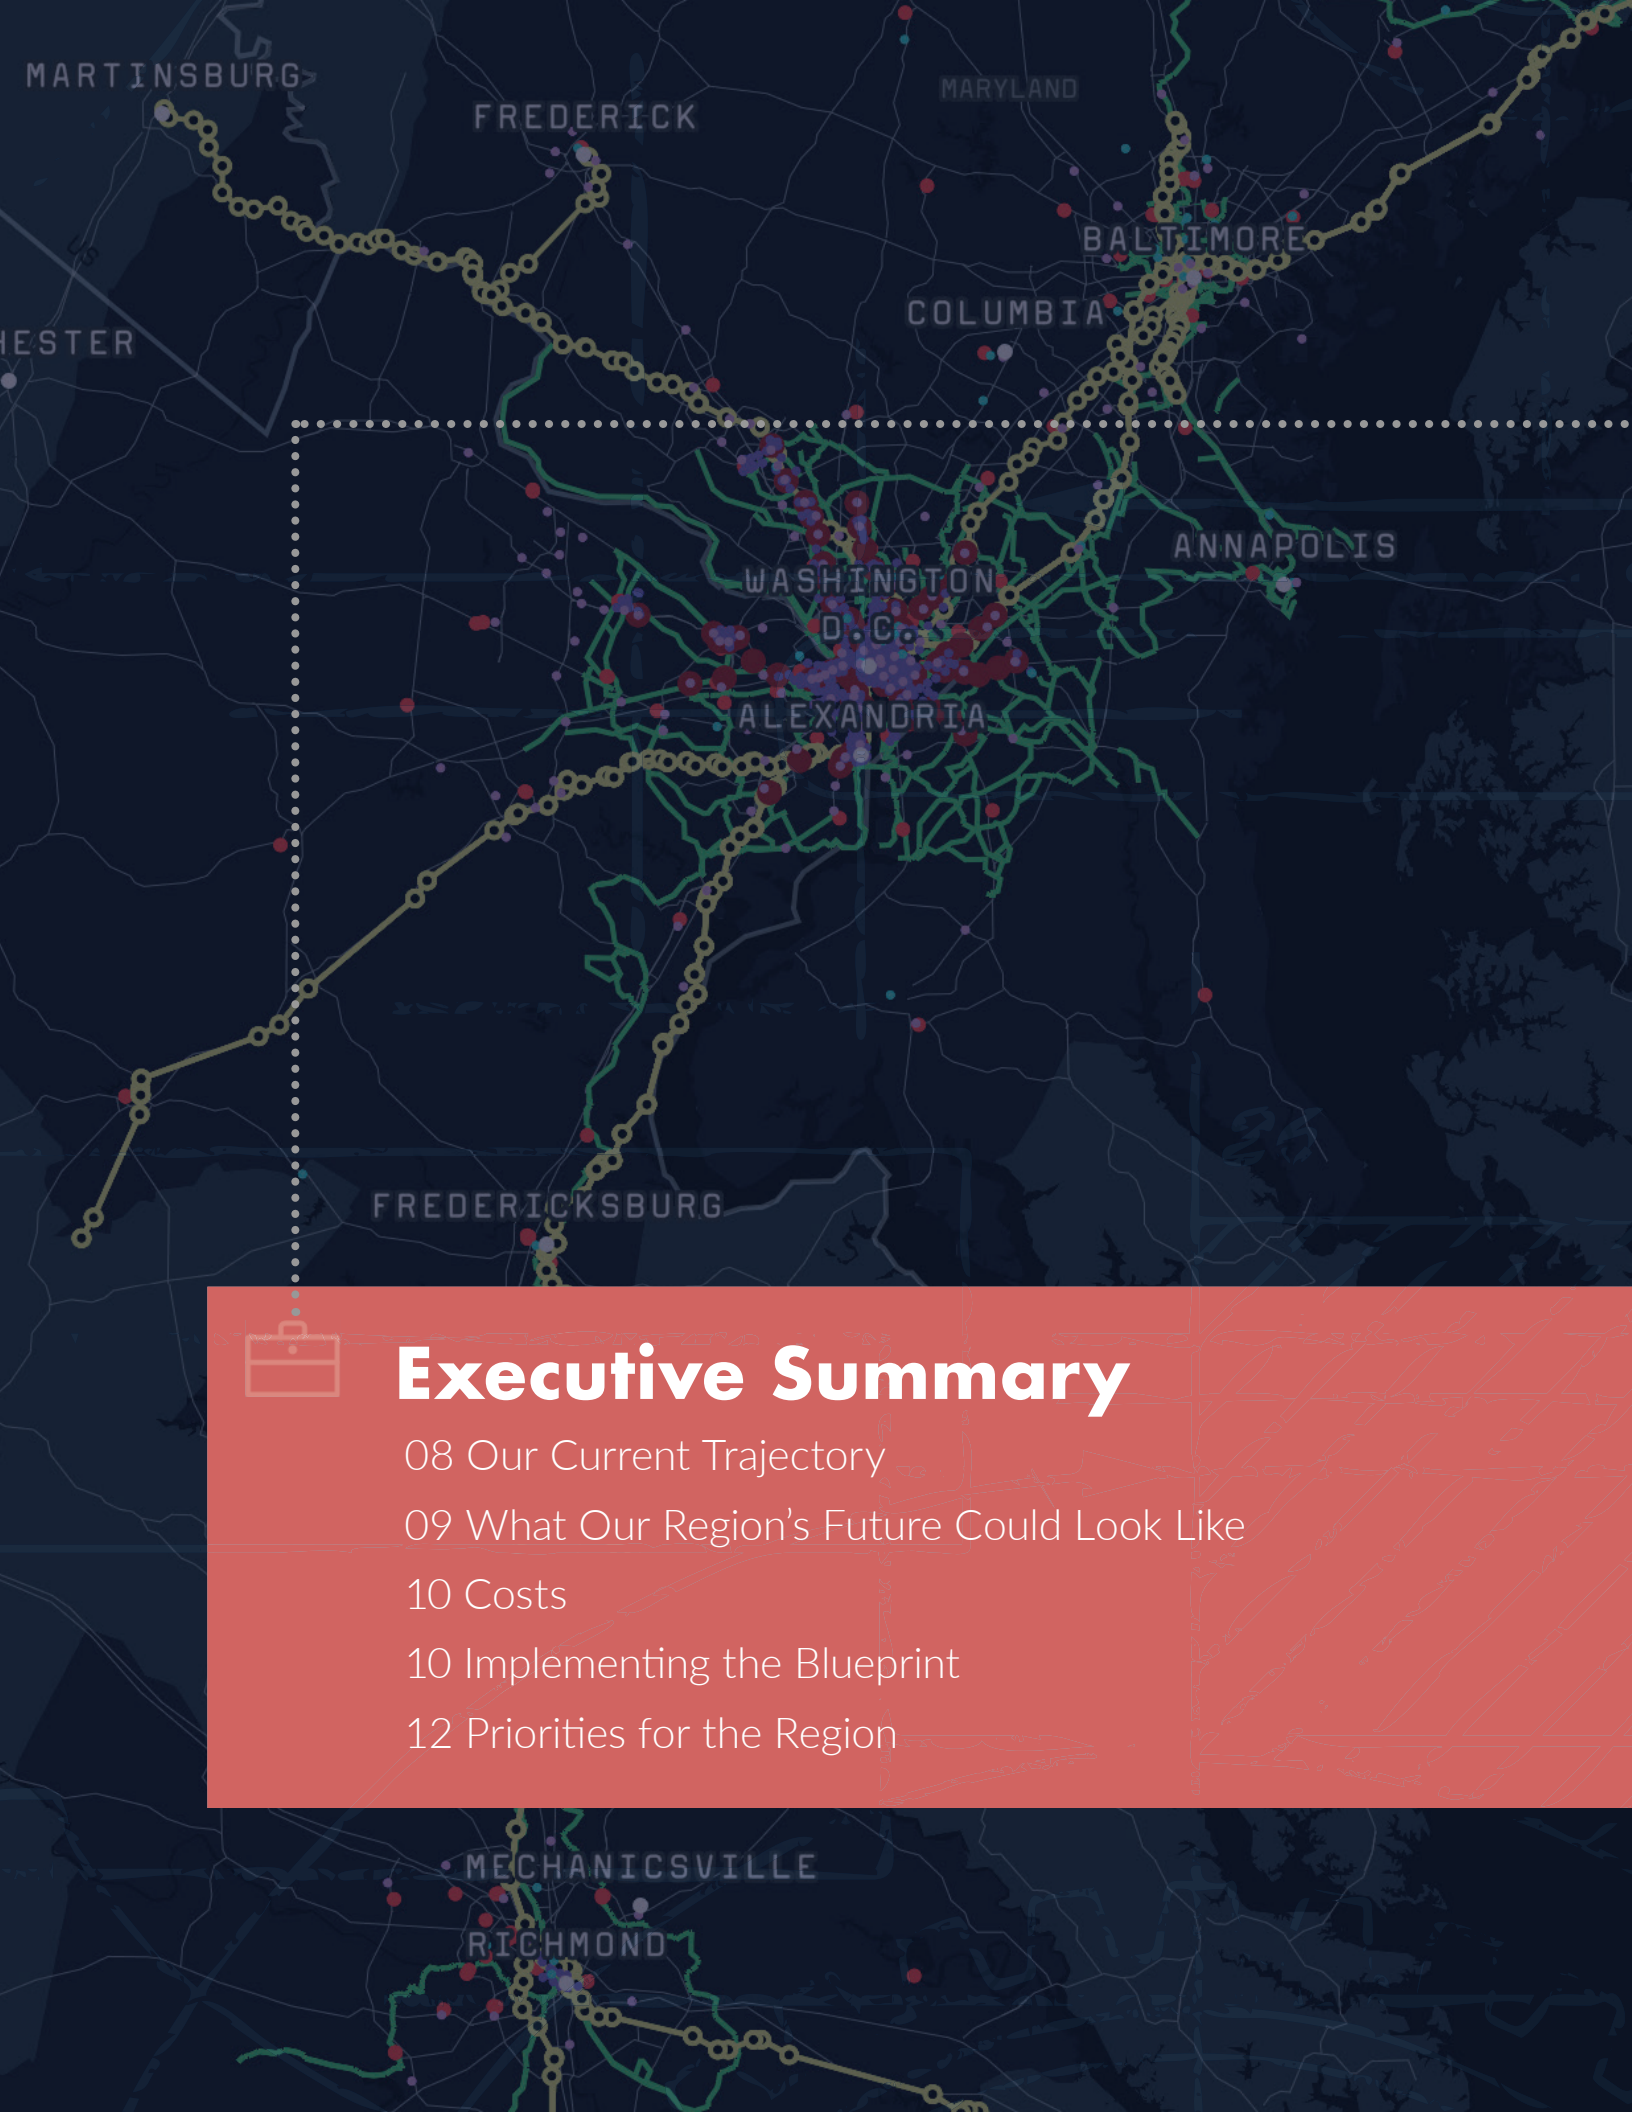 MARTINSBURG
FREDERICK
MARYLAND
BALTIMORE
COLUMBIA
HESTER
US
ANNAPOLIS
WASHINGTON
D.C.
ALEXANDRIA
FREDERICKSBURG
Executive Summary
08 Our Current Trajectory
09 What Our Region’s Future Could Look Like
10 Costs
10 Implementing the Blueprint
12 Priorities for the Region
MECHANICSVILLE
RICHMOND